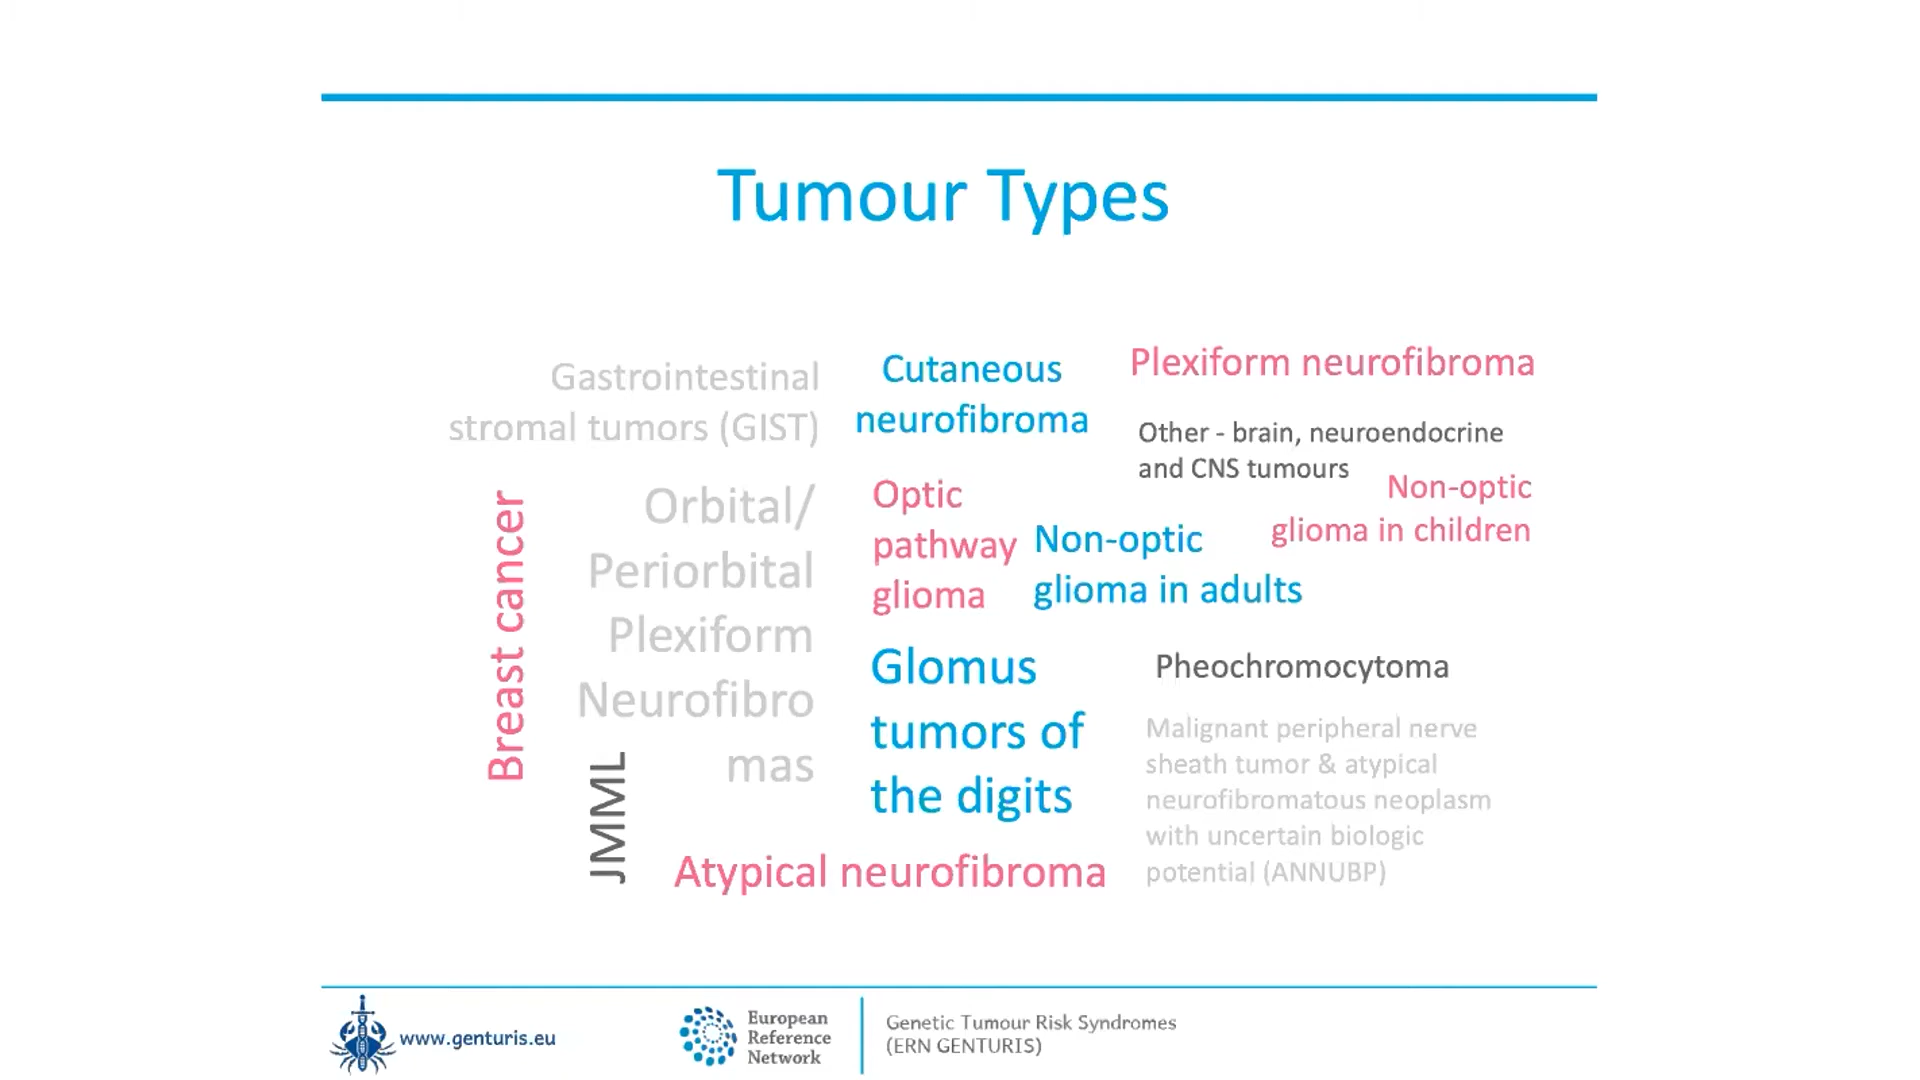 Tumour Types
Gastrointestinal
stromal tumors (GIST)
Cutaneous
neurofibroma
Plexiform neurofibroma
Other - brain, neuroendocrine
and CNS tumours
Non-optic
glioma in children
Breast cancer
Orbital/
Periorbital
Plexiform
Neurofibro
mas
Optic
pathway
glioma
Non-optic
glioma in adults
Glomus
tumors of
the digits
Pheochromocytoma
Malignant peripheral nerve
sheath tumor & atypical
neurofibromatous neoplasm
with uncertain biologic
potential (ANNUBP)
JMML
Atypical neurofibroma
www.genturis.eu
European
Reference
Network
Genetic Tumour Risk Syndromes
(ERN GENTURIS)